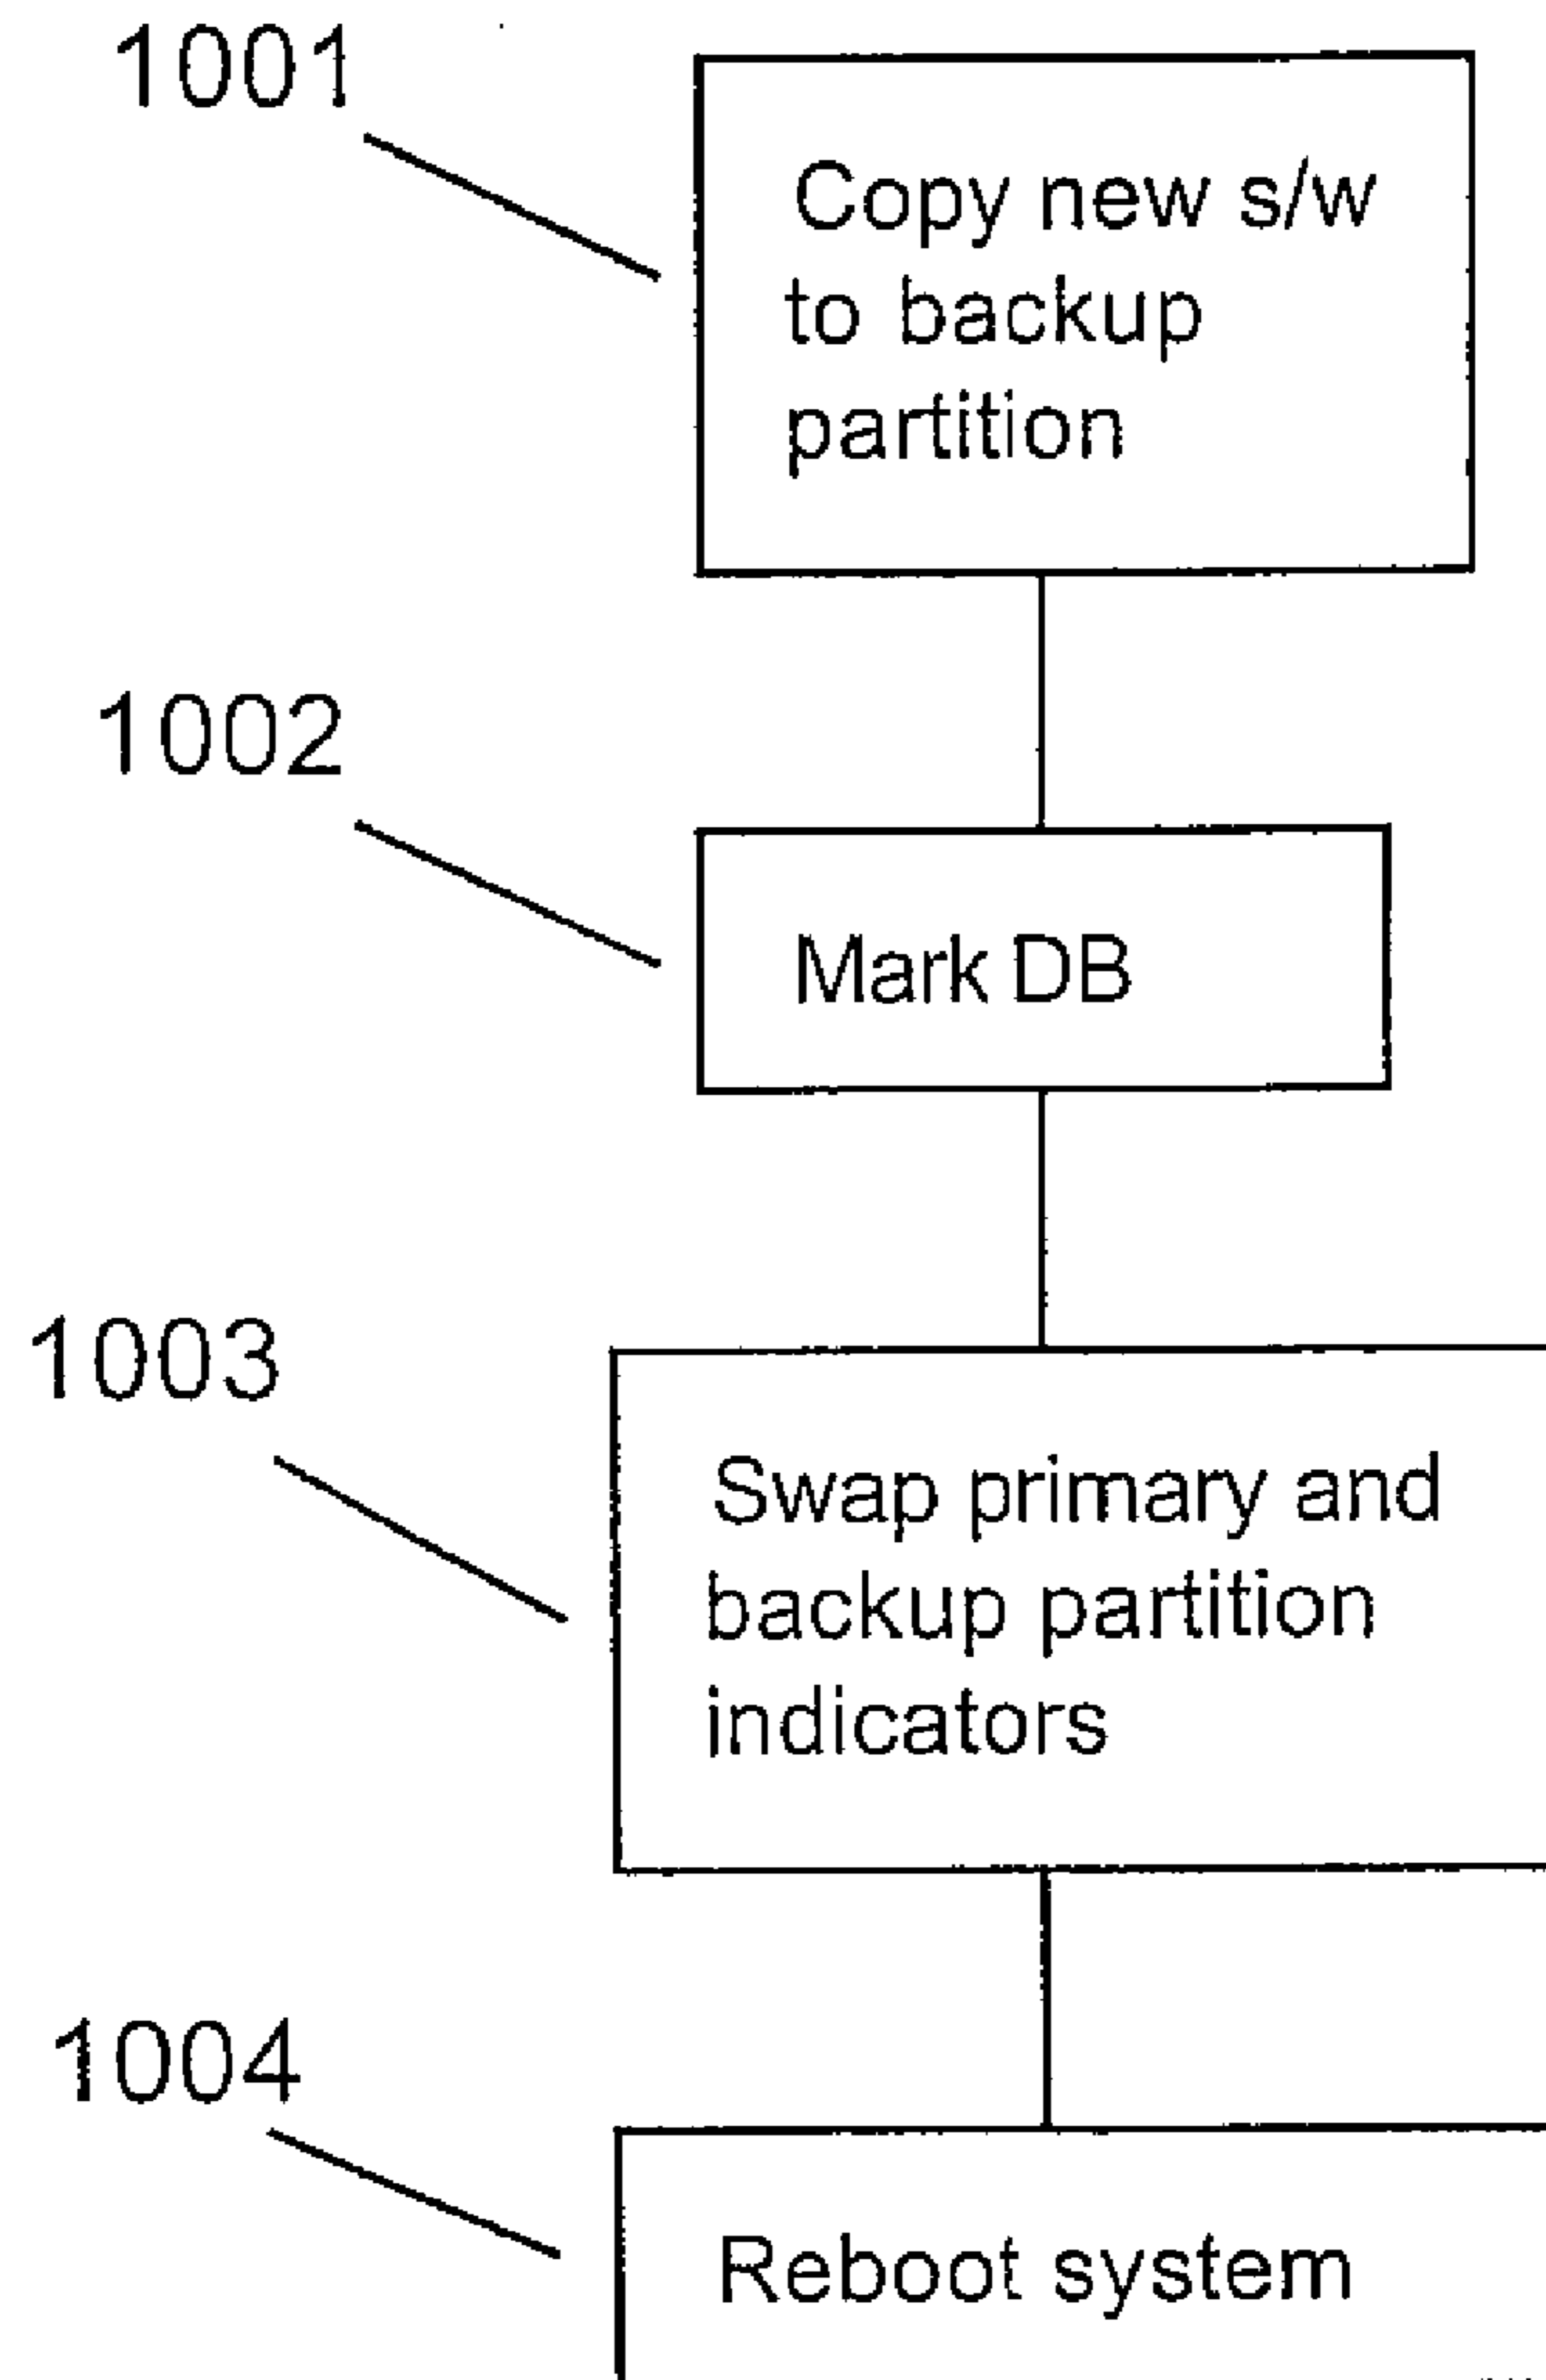 1001
Copy new s/w
to backup
partition
1002
Mark DB
1003
Swap primary and
backup partition
indicators
1004
Reboot system